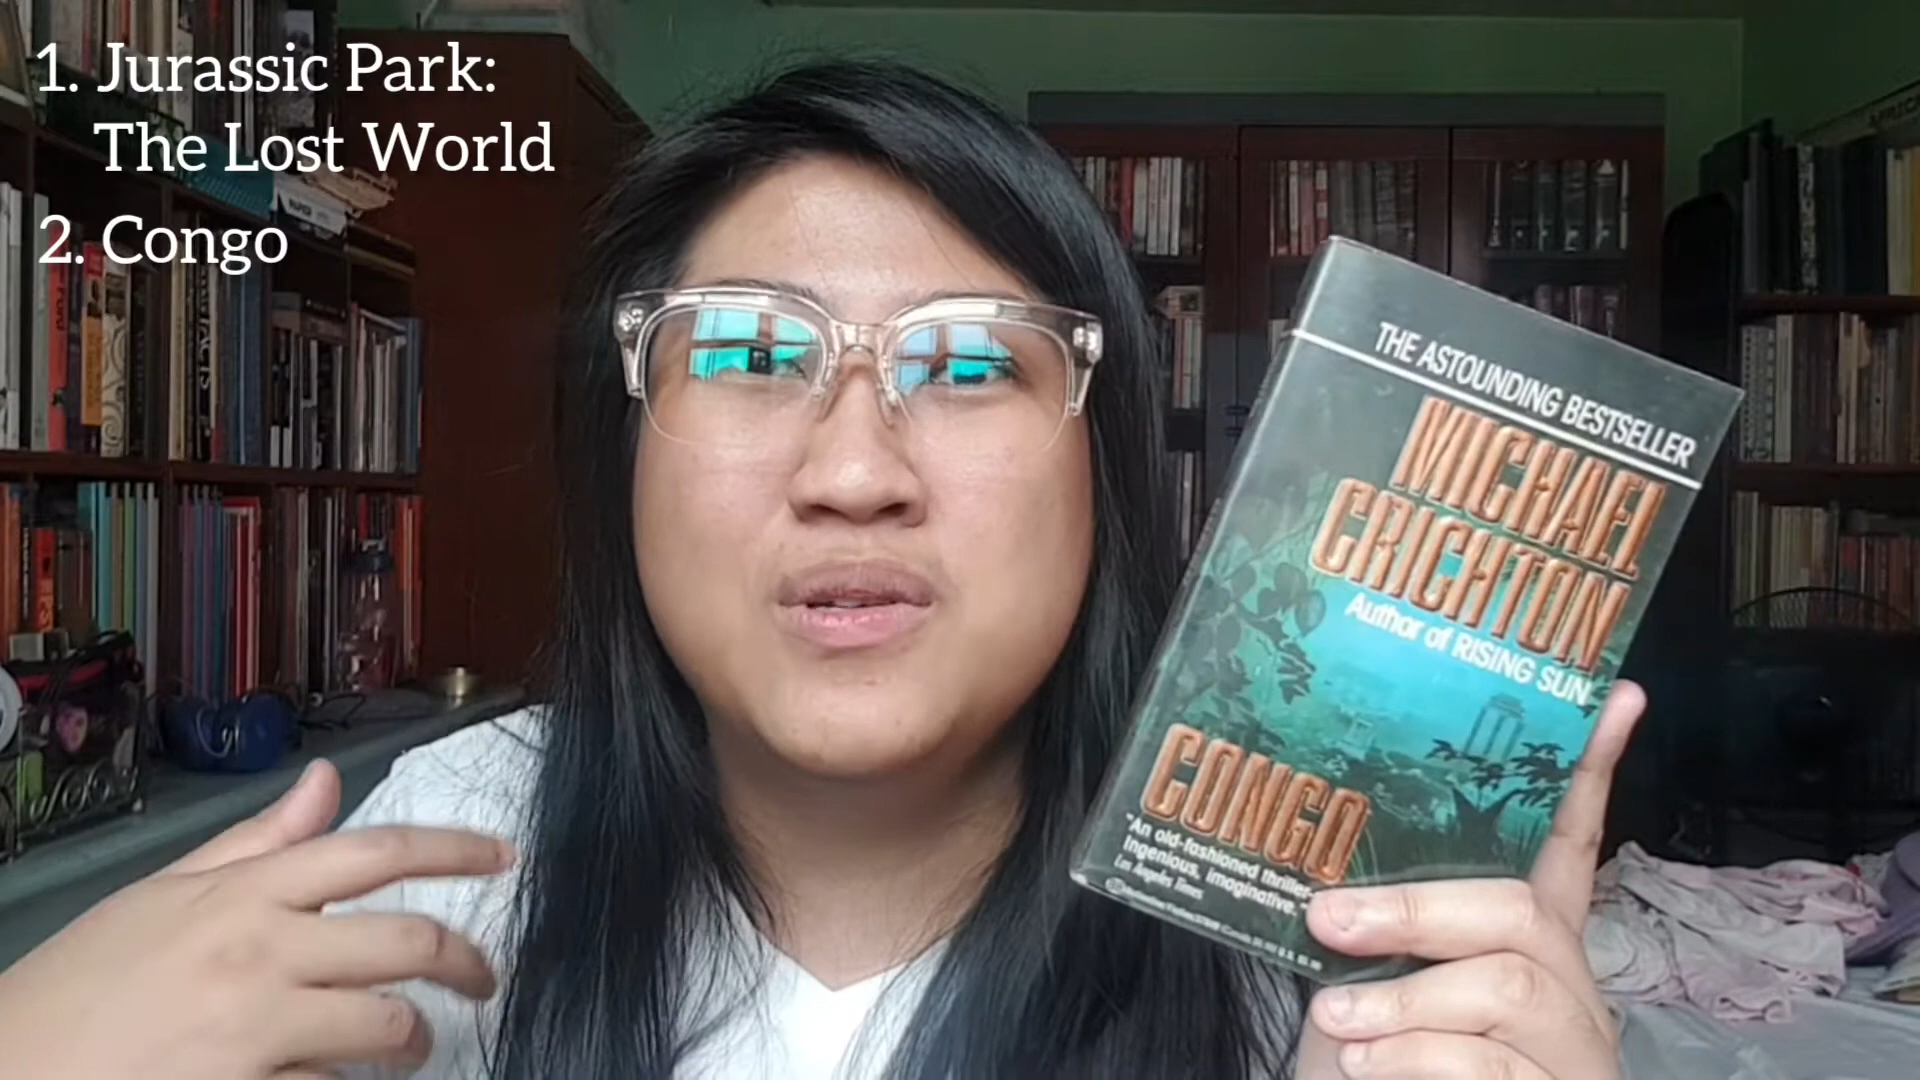 1. Jurassic Park:
The Lost World
2. Congo
THE ASTOUNDING BESTSELLER
MICHAEL
CRICHTON
Author of RISING SUN
CONGO
"An old-fashioned thriller-
Ingenious, imaginative."
Los Angeles Times